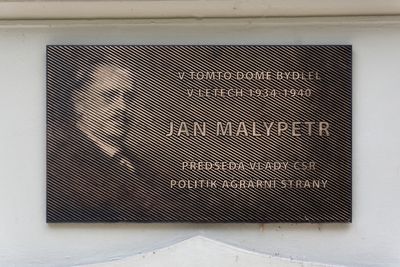 V TOMTO DOMĚ BYDLEL
V LETECH 1934-1940
JAN MALYPETR
PŘEDSEDA VLÁDY ČSR
POLITIK AGRÁRNÍ STRANY